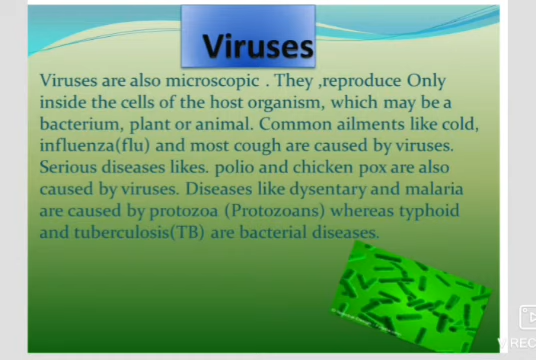 Viruses
Viruses are also microscopic . They ,reproduce Only
inside the cells of the host organism, which may be a
bacterium, plant or animal. Common ailments like cold,
influenza(flu) and most cough are caused by viruses.
Serious diseases likes. polio and chicken pox are also
caused by viruses. Diseases like dysentary and malaria
are caused by protozoa (Protozoans) whereas typhoid
and tuberculosis(TB) are bacterial diseases.